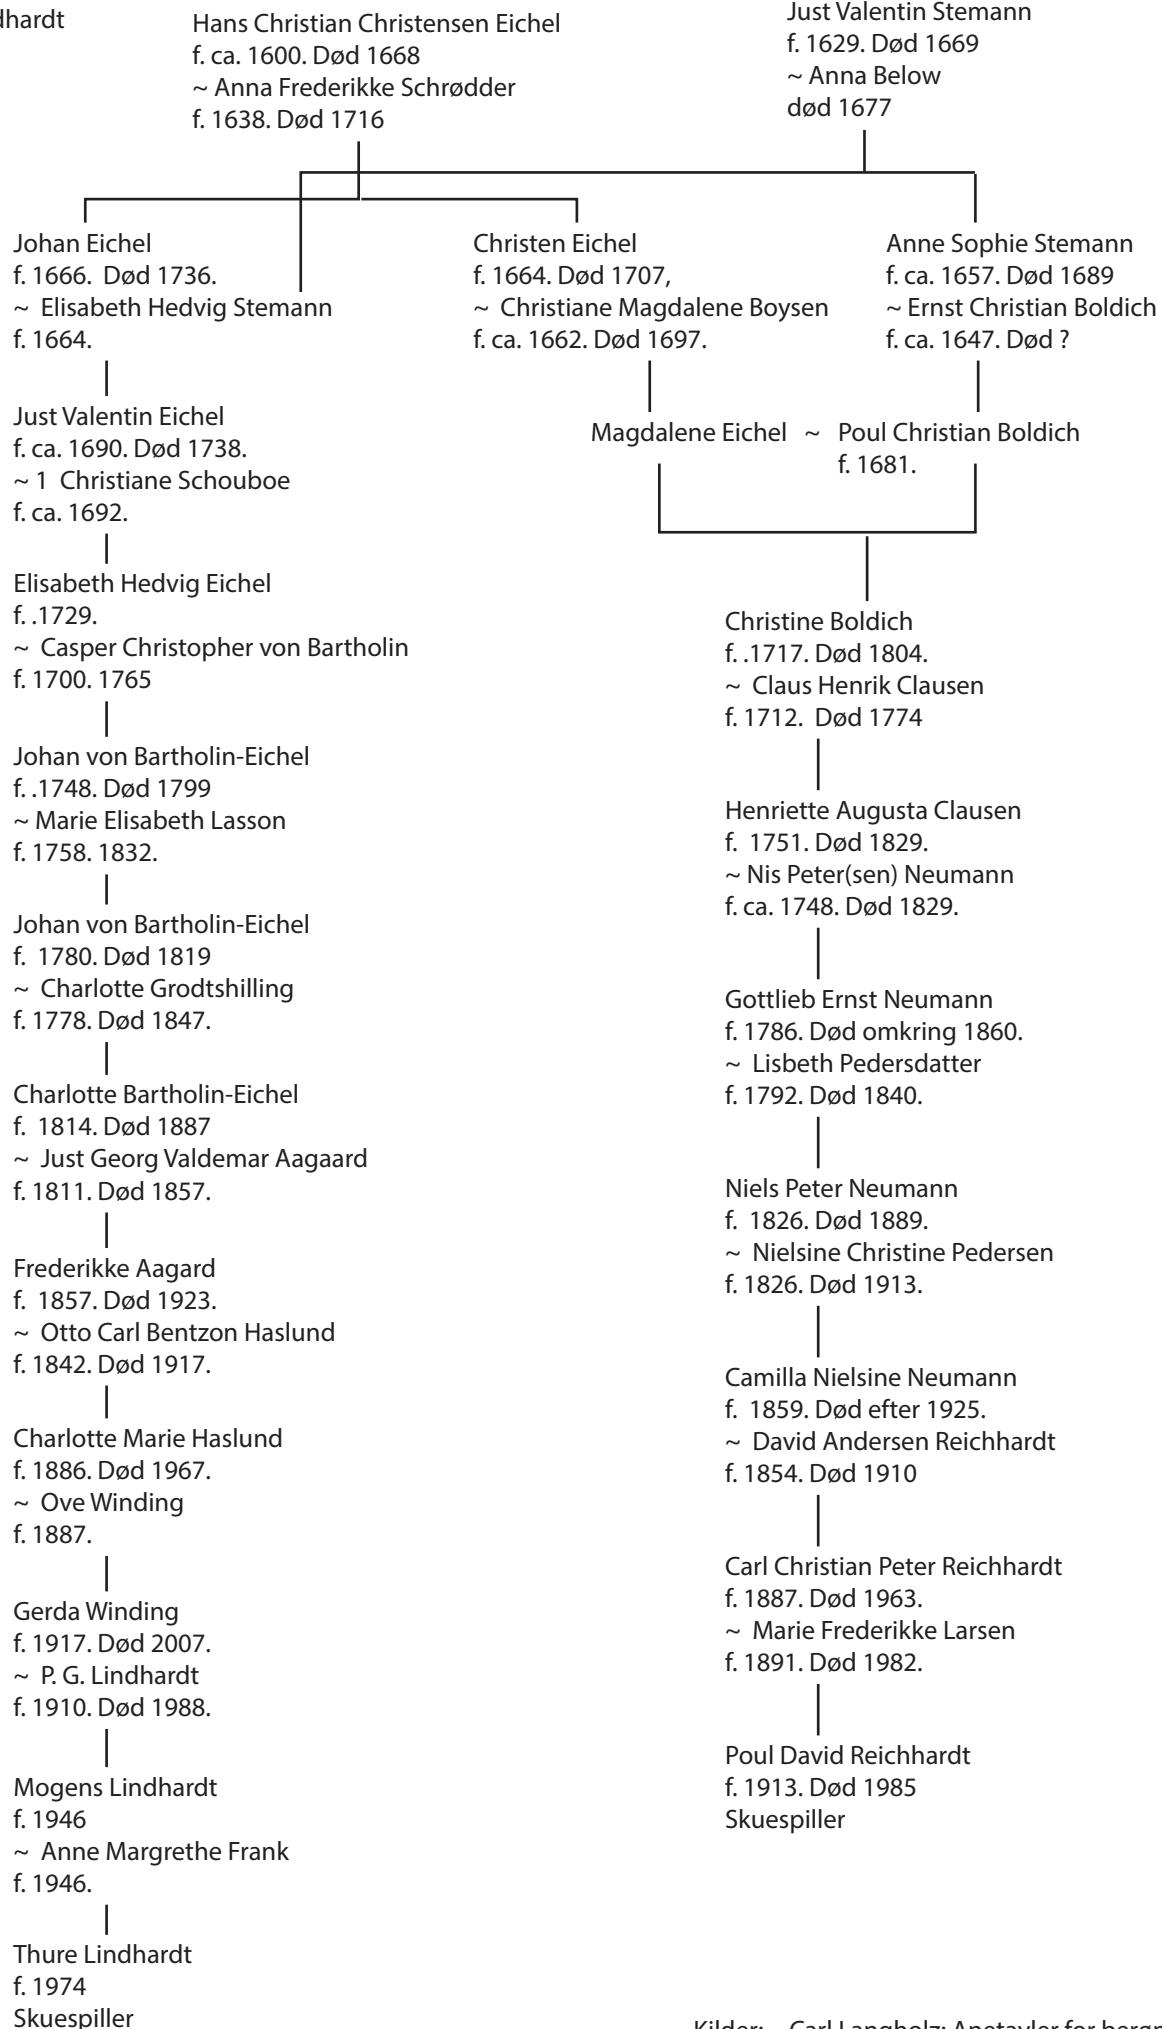 dhardt
Hans Christian Christensen Eichel
f. ca. 1600. Død 1668
~ Anna Frederikke Schrødder
f. 1638. Død 1716
Just Valentin Stemann
f. 1629. Død 1669
~ Anna Below
død 1677
Johan Eichel
f. 1666. Død 1736.
~ Elisabeth Hedvig Stemann
f. 1664.
Christen Eichel
f. 1664. Død 1707,
~ Christiane Magdalene Boysen
f. ca. 1662. Død 1697.
Anne Sophie Stemann
f. ca. 1657. Død 1689
~ Ernst Christian Boldich
f. ca. 1647. Død ?
Just Valentin Eichel
f. ca. 1690. Død 1738.
~ 1 Christiane Schouboe
f. ca. 1692.
Magdalene Eichel ~ Poul Christian Boldich
f. 1681.
Elisabeth Hedvig Eichel
f. .1729.
~ Casper Christopher von Bartholin
f. 1700. 1765
Johan von Bartholin-Eichel
f. .1748. Død 1799
~ Marie Elisabeth Lasson
f. 1758. 1832.
Johan von Bartholin-Eichel
f. 1780. Død 1819
~ Charlotte Grodtshilling
f. 1778. Død 1847.
Charlotte Bartholin-Eichel
f. 1814. Død 1887
~ Just Georg Valdemar Aagaard
f. 1811. Død 1857.
Frederikke Aagard
f. 1857. Død 1923.
~ Otto Carl Bentzon Haslund
f. 1842. Død 1917.
Charlotte Marie Haslund
f. 1886. Død 1967.
~ Ove Winding
f. 1887.
Gerda Winding
f. 1917. Død 2007.
~ P. G. Lindhardt
f. 1910. Død 1988.
Mogens Lindhardt
f. 1946
~ Anne Margrethe Frank
f. 1946.
Thure Lindhardt
f. 1974
Skuespiller
Christine Boldich
f. .1717. Død 1804.
~ Claus Henrik Clausen
f. 1712. Død 1774
Henriette Augusta Clausen
f. 1751. Død 1829.
~ Nis Peter(sen) Neumann
f. ca. 1748. Død 1829.
Gottlieb Ernst Neumann
f. 1786. Død omkring 1860.
~ Lisbeth Pedersdatter
f. 1792. Død 1840.
Niels Peter Neumann
f. 1826. Død 1889.
~ Nielsine Christine Pedersen
f. 1826. Død 1913.
Camilla Nielsine Neumann
f. 1859. Død efter 1925.
~ David Andersen Reichhardt
f. 1854. Død 1910
Carl Christian Peter Reichhardt
f. 1887. Død 1963.
~ Marie Frederikke Larsen
f. 1891. Død 1982.
Poul David Reichhardt
f. 1913. Død 1985
Skuespiller
Kilder: Carl Langholz: Anetavler for